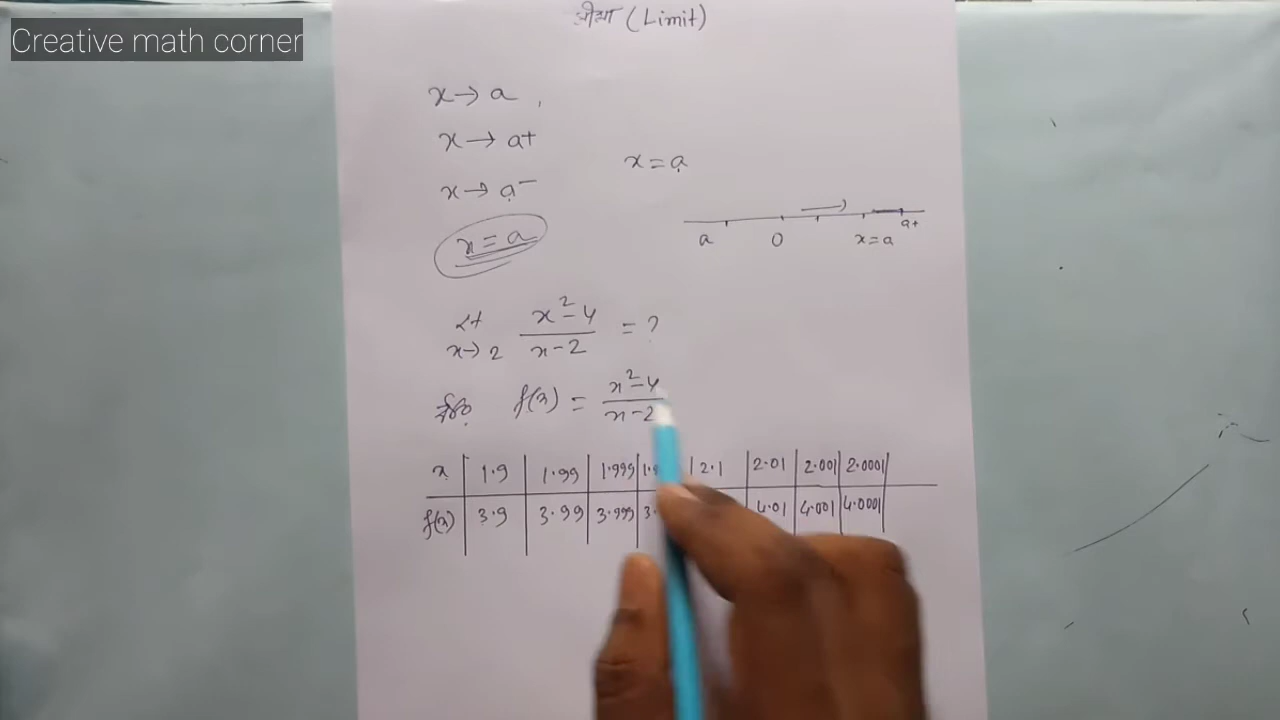 Creative math corner
सीमा (Limit)
x → a ,
x → a+
x → a-
x = a
x = a
a 0 x = a a+
Lt x→2 x²-4 / x-2 = ?
f(x) = x²-4 / x-2
x 1.9 1.99 1.999 2.1 2.01 2.001 2.0001
f(x) 3.9 3.99 3.999 4.01 4.001 4.0001